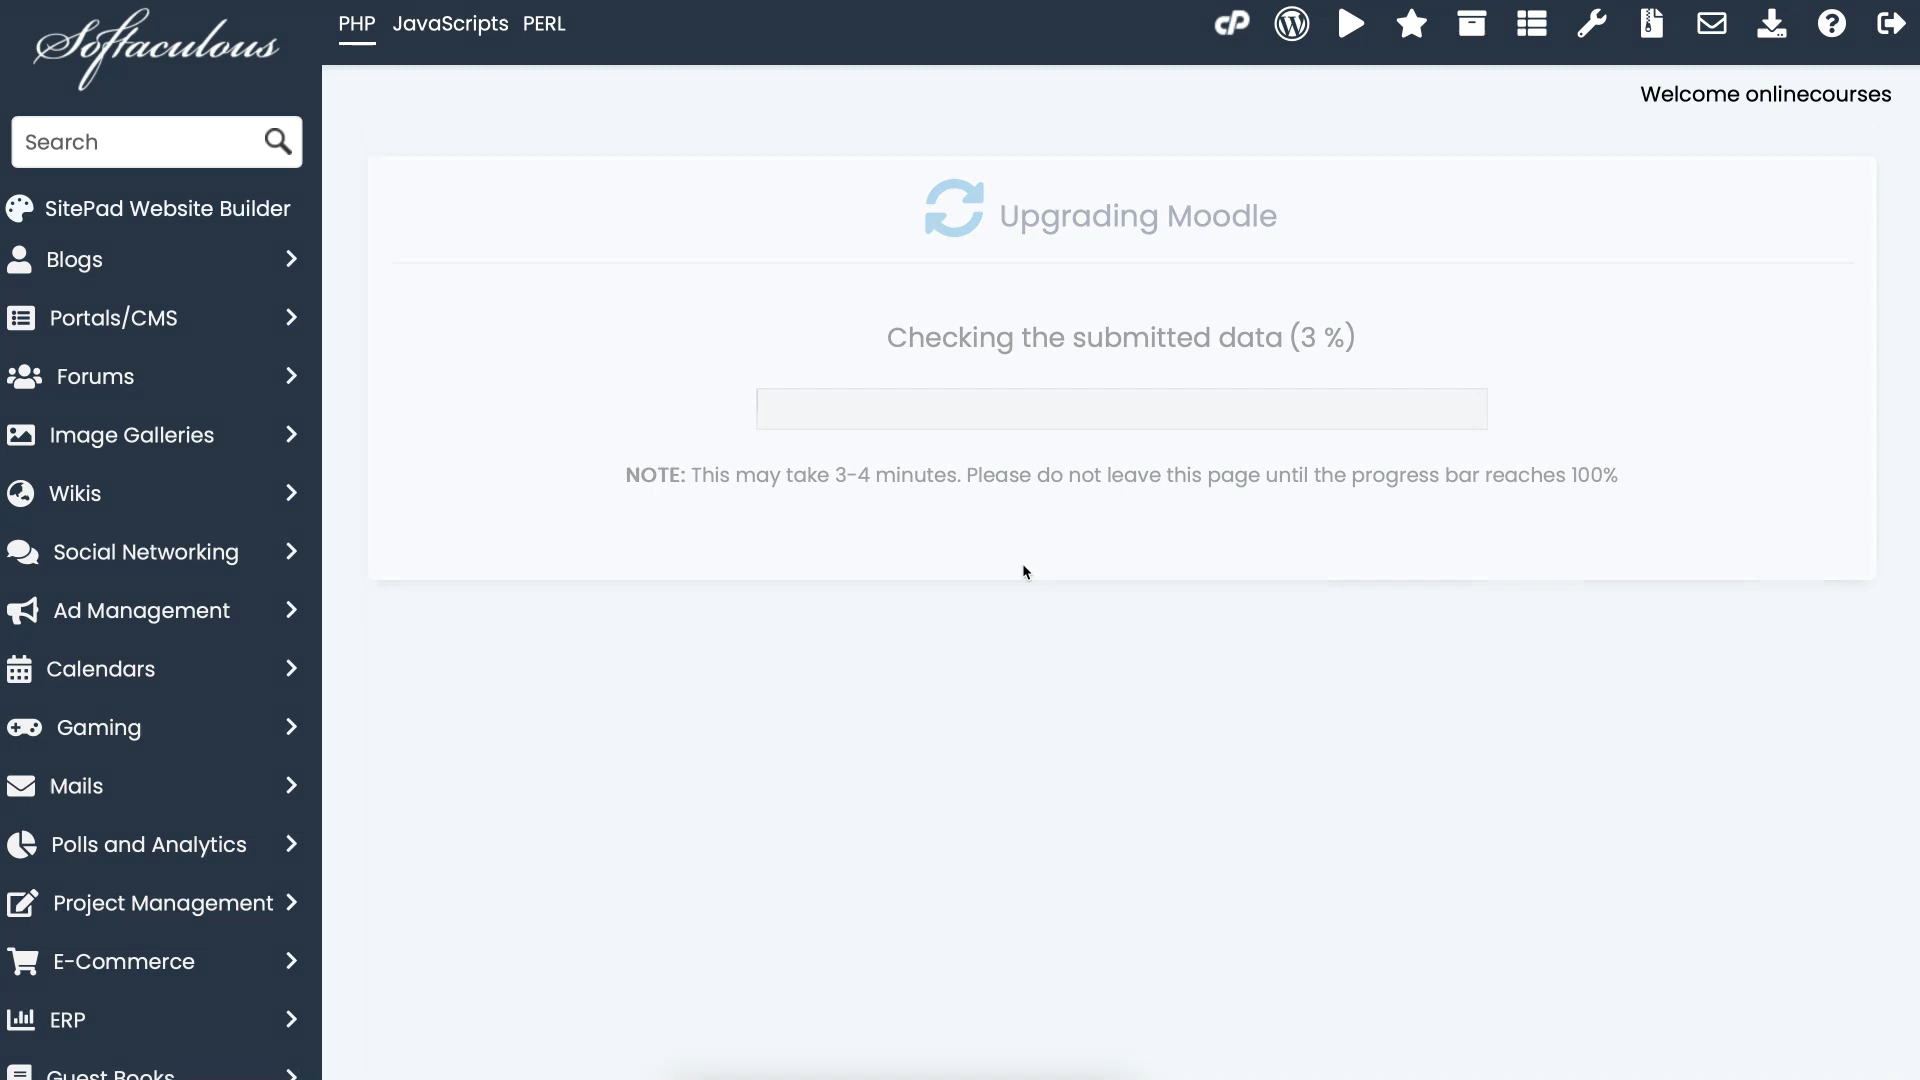 Softaculous
PHP JavaScripts PERL
Welcome onlinecourses
Search
SitePad Website Builder
Blogs
Portals/CMS
Forums
Image Galleries
Wikis
Social Networking
Ad Management
Calendars
Gaming
Mails
Polls and Analytics
Project Management
E-Commerce
ERP
Guest Books
Upgrading Moodle
Checking the submitted data (3 %)
NOTE: This may take 3-4 minutes. Please do not leave this page until the progress bar reaches 100%